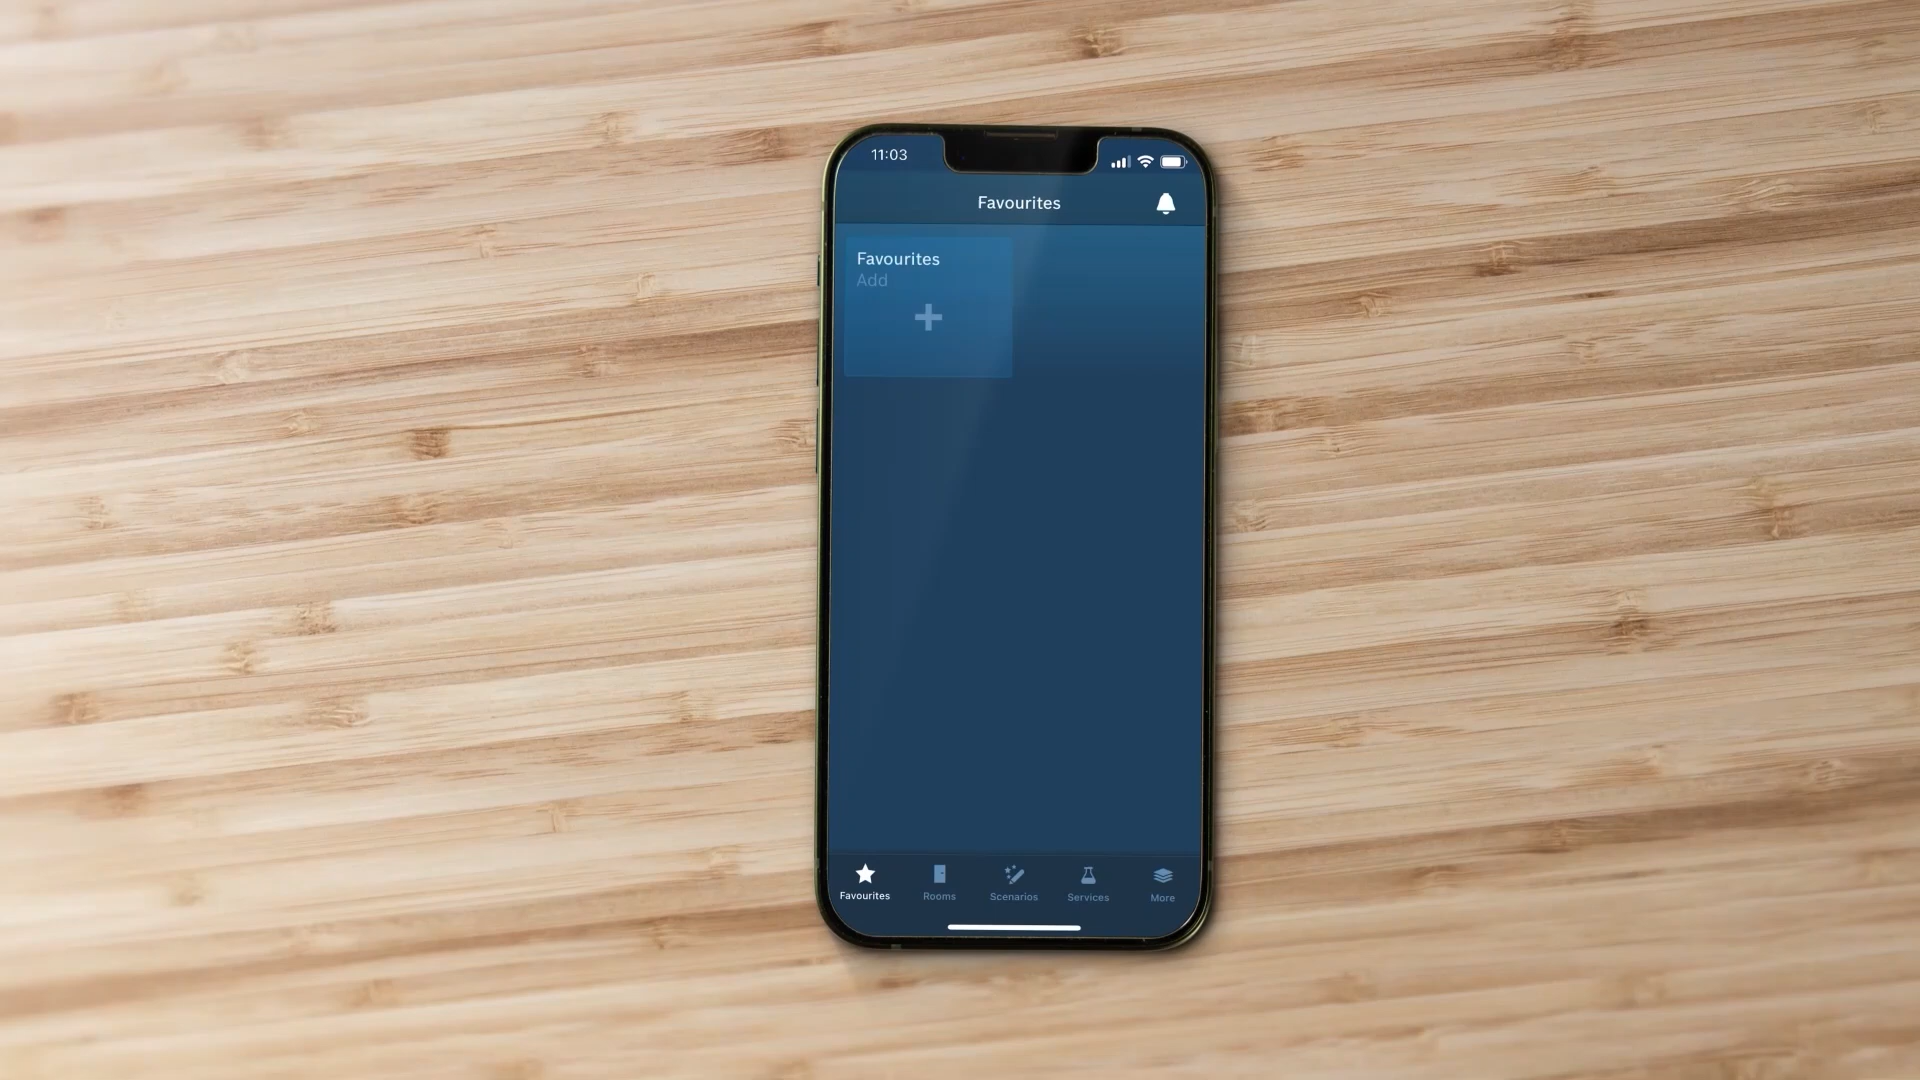 11:03
Favourites
Favourites
Add
Favourites
Rooms
Scenarios
Services
More